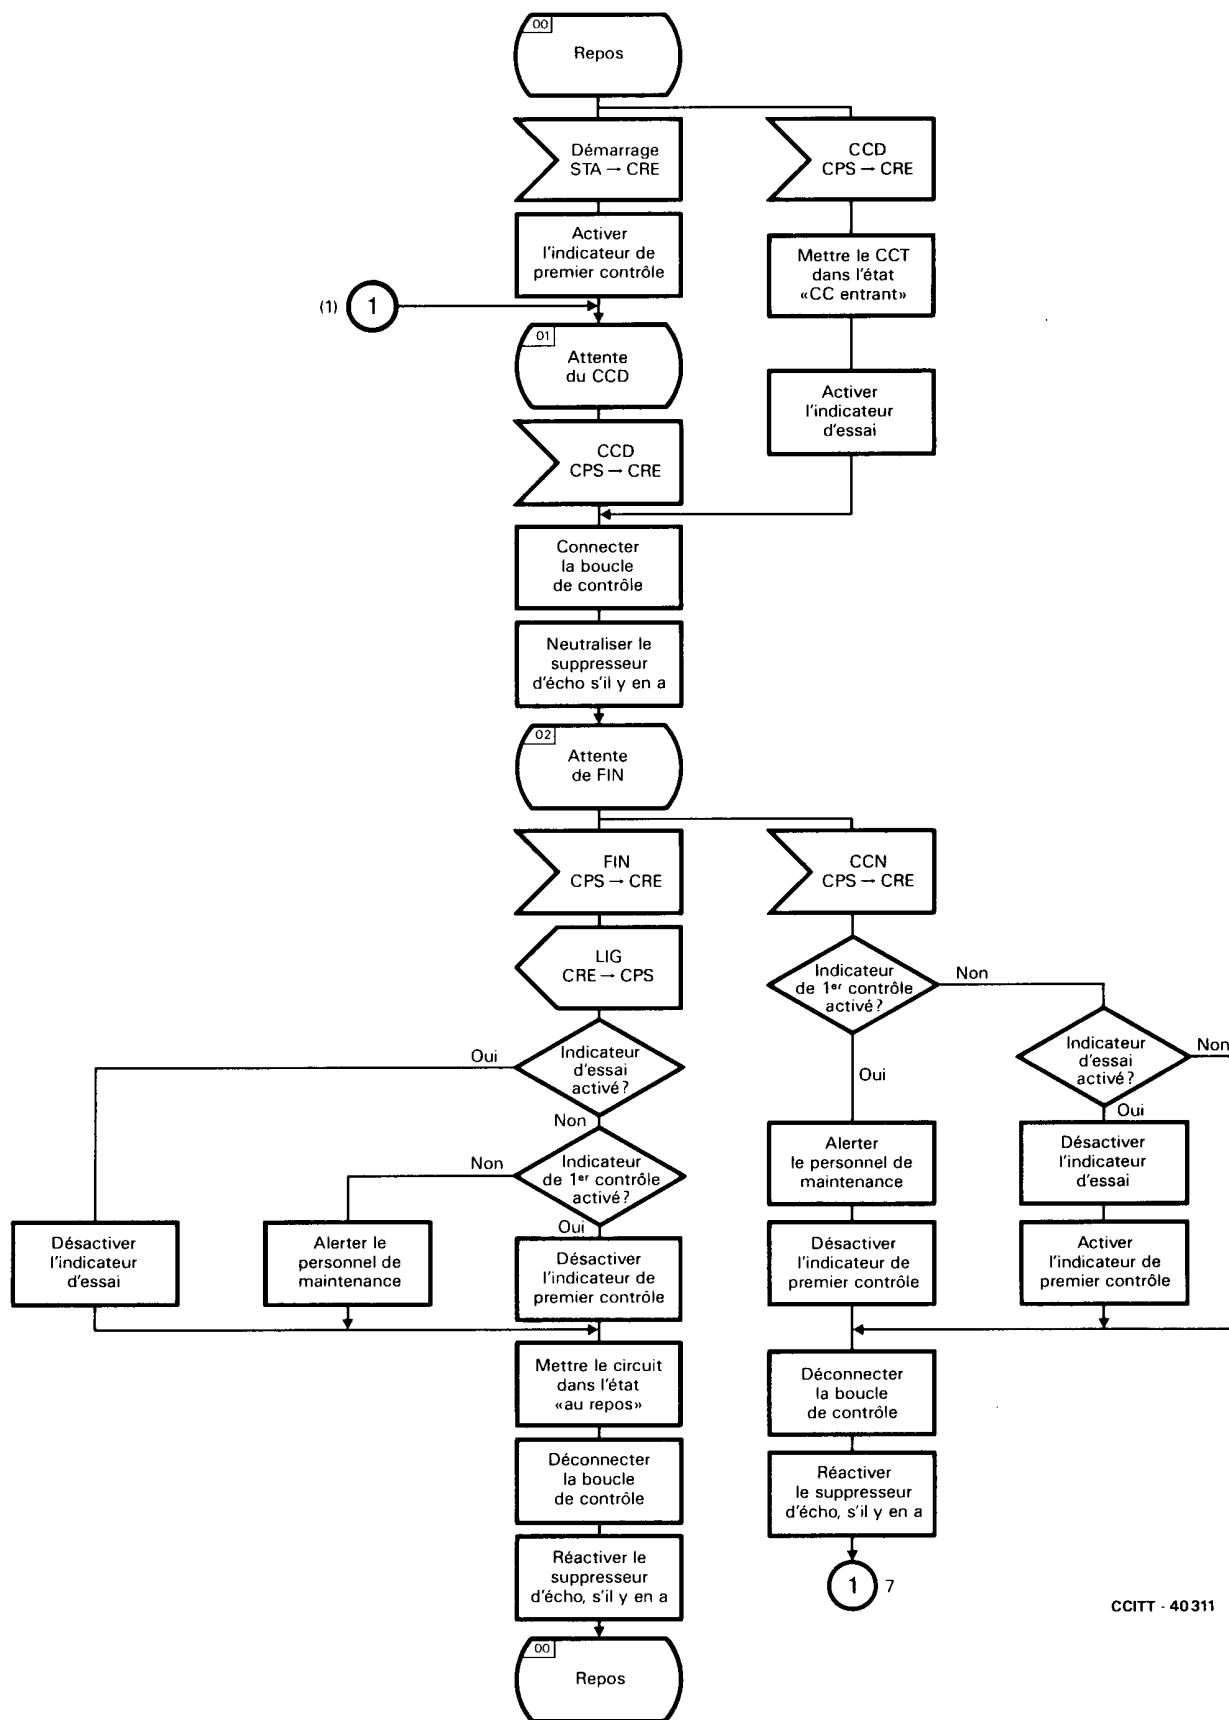 00
Repos
Démarrage
STA → CRE
CCD
CPS → CRE
Activer
l'indicateur de
premier contrôle
Mettre le CCT
dans l'état
«CC entrant»
(1)
1
01
Attente
du CCD
Activer
l'indicateur
d'essai
CCD
CPS → CRE
Connecter
la boucle
de contrôle
Neutraliser le
suppresseur
d'écho s'il y en a
02
Attente
de FIN
FIN
CPS → CRE
CCN
CPS → CRE
LIG
CRE → CPS
Indicateur
de 1er contrôle
activé?
Non
Oui
Indicateur
d'essai
activé?
Non
Oui
Oui
Indicateur
d'essai
activé?
Non
Non
Indicateur
de 1er contrôle
activé?
Oui
Alerter
le personnel de
maintenance
Désactiver
l'indicateur
d'essai
Désactiver
l'indicateur
d'essai
Alerter le
personnel de
maintenance
Désactiver
l'indicateur de
premier contrôle
Désactiver
l'indicateur de
premier contrôle
Activer
l'indicateur de
premier contrôle
Mettre le circuit
dans l'état
«au repos»
Déconnecter
la boucle
de contrôle
Déconnecter
la boucle
de contrôle
Réactiver
le suppresseur
d'écho, s'il y en a
Réactiver le
suppresseur
d'écho, s'il y en a
1
7
CCITT - 40311
00
Repos